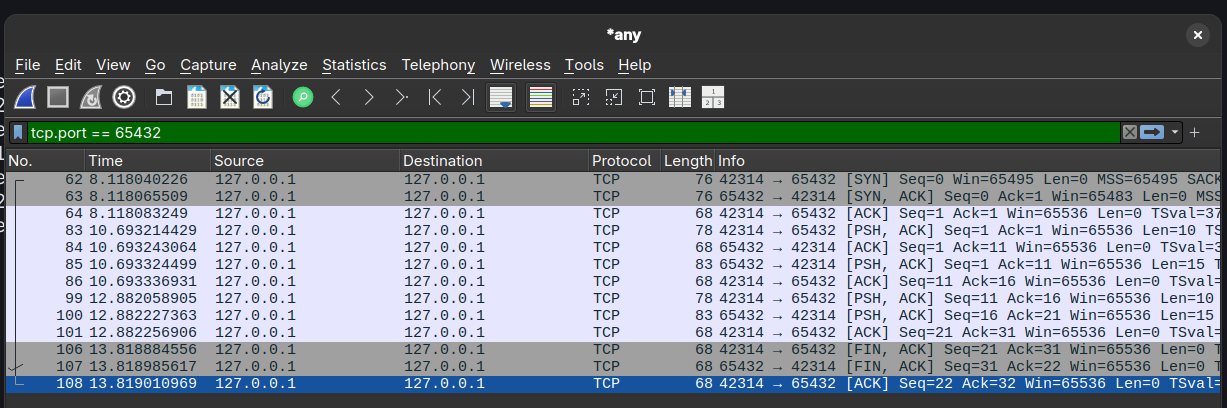 *any
File Edit View Go Capture Analyze Statistics Telephony Wireless Tools Help
tcp.port == 65432
No. Time Source Destination Protocol Length Info
62 8.118040226 127.0.0.1 127.0.0.1 TCP 76 42314 → 65432 [SYN] Seq=0 Win=65495 Len=0 MSS=65495 SACK
63 8.118065509 127.0.0.1 127.0.0.1 TCP 76 65432 → 42314 [SYN, ACK] Seq=0 Ack=1 Win=65483 Len=0 MSS
64 8.118083249 127.0.0.1 127.0.0.1 TCP 68 42314 → 65432 [ACK] Seq=1 Ack=1 Win=65536 Len=0 TSval=37
83 10.693214429 127.0.0.1 127.0.0.1 TCP 78 42314 → 65432 [PSH, ACK] Seq=1 Ack=1 Win=65536 Len=10 TS
84 10.693243064 127.0.0.1 127.0.0.1 TCP 68 65432 → 42314 [ACK] Seq=1 Ack=11 Win=65536 Len=0 TSval=3
85 10.693324499 127.0.0.1 127.0.0.1 TCP 83 65432 → 42314 [PSH, ACK] Seq=1 Ack=11 Win=65536 Len=15 T
86 10.693336931 127.0.0.1 127.0.0.1 TCP 68 42314 → 65432 [ACK] Seq=11 Ack=16 Win=65536 Len=0 TSval=
99 12.882058905 127.0.0.1 127.0.0.1 TCP 78 42314 → 65432 [PSH, ACK] Seq=11 Ack=16 Win=65536 Len=10
100 12.882227363 127.0.0.1 127.0.0.1 TCP 83 65432 → 42314 [PSH, ACK] Seq=16 Ack=21 Win=65536 Len=15
101 12.882256906 127.0.0.1 127.0.0.1 TCP 68 42314 → 65432 [ACK] Seq=21 Ack=31 Win=65536 Len=0 TSval=
106 13.818884556 127.0.0.1 127.0.0.1 TCP 68 42314 → 65432 [FIN, ACK] Seq=21 Ack=31 Win=65536 Len=0 T
107 13.818985617 127.0.0.1 127.0.0.1 TCP 68 65432 → 42314 [FIN, ACK] Seq=31 Ack=22 Win=65536 Len=0 T
108 13.819010969 127.0.0.1 127.0.0.1 TCP 68 42314 → 65432 [ACK] Seq=22 Ack=32 Win=65536 Len=0 TSval=